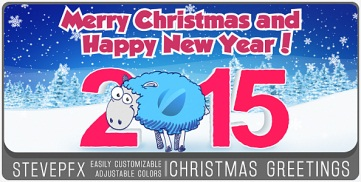 Merry Christmas and
Happy New Year!
2015
STEVEPFX EASILY CUSTOMIZABLE ADJUSTABLE COLORS CHRISTMAS GREETINGS